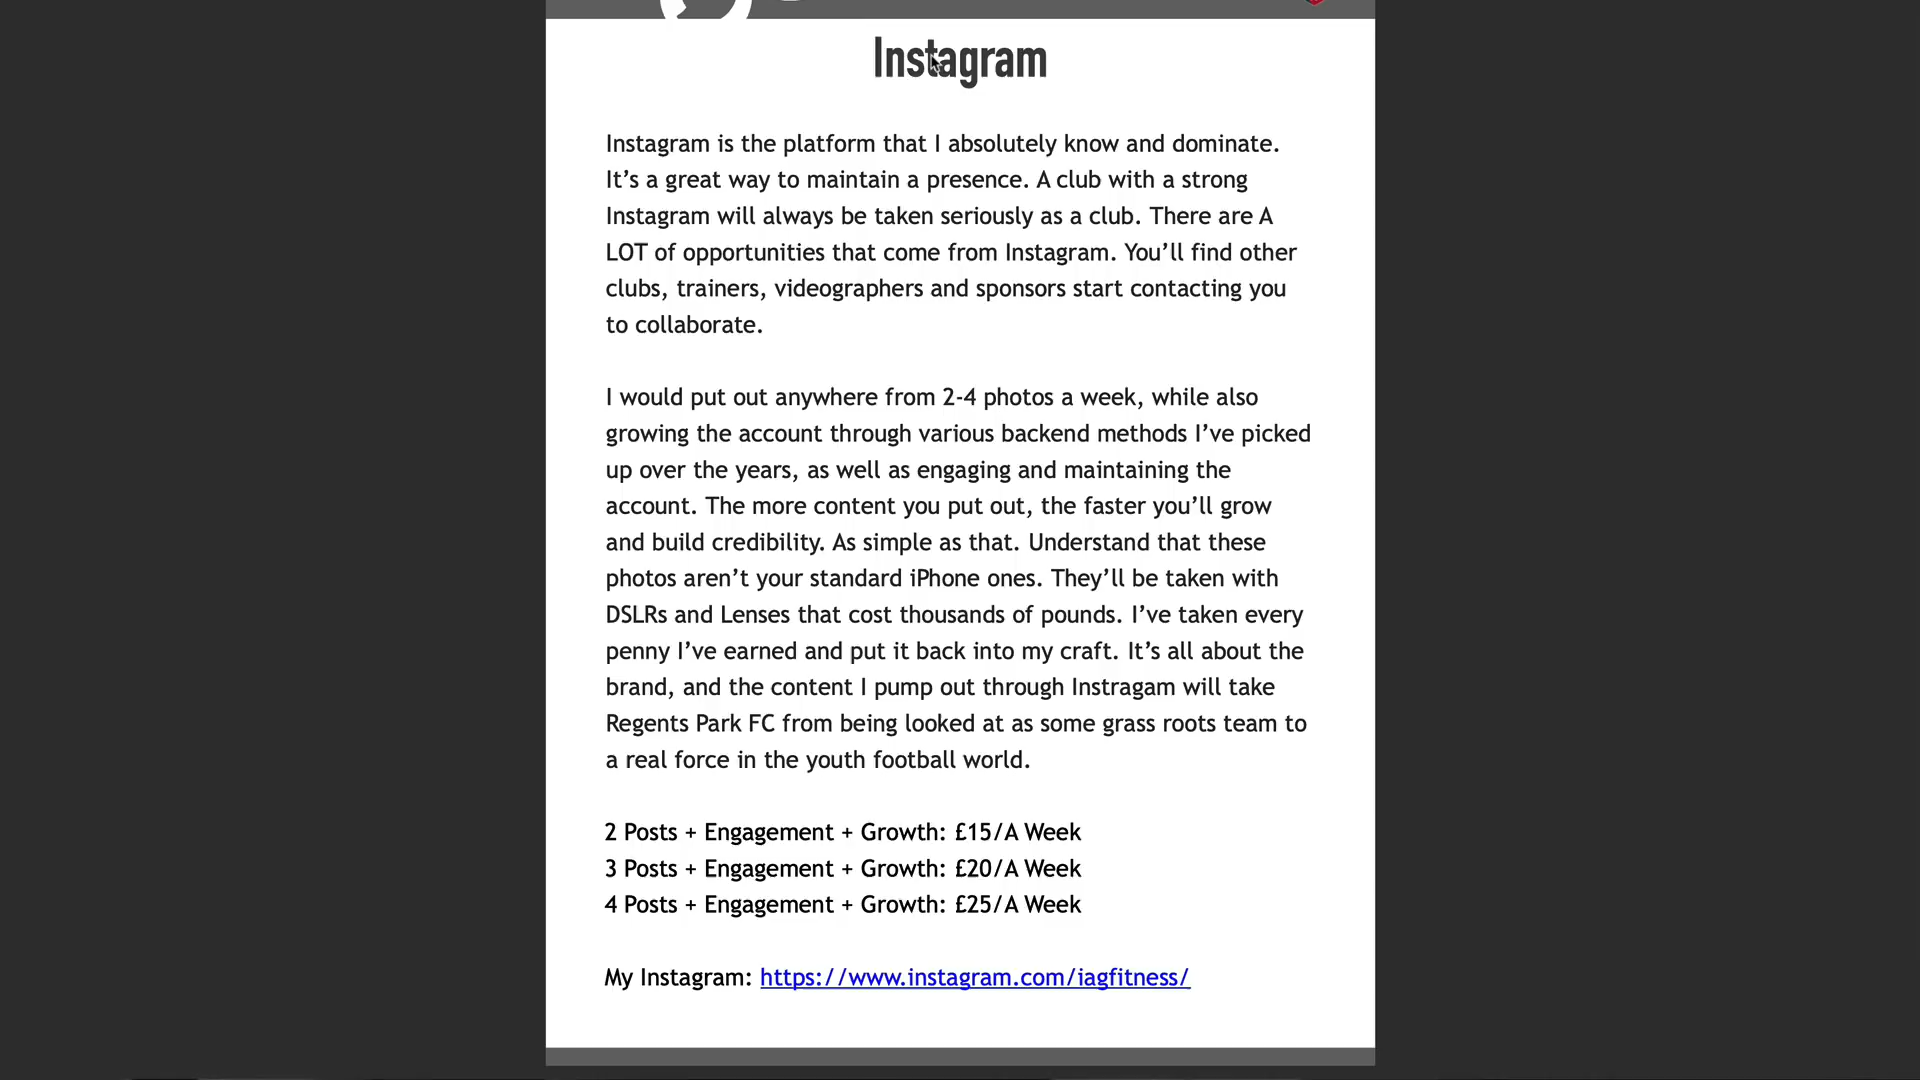 Instagram
Instagram is the platform that I absolutely know and dominate.
It’s a great way to maintain a presence. A club with a strong
Instagram will always be taken seriously as a club. There are A
LOT of opportunities that come from Instagram. You’ll find other
clubs, trainers, videographers and sponsors start contacting you
to collaborate.
I would put out anywhere from 2-4 photos a week, while also
growing the account through various backend methods I’ve picked
up over the years, as well as engaging and maintaining the
account. The more content you put out, the faster you’ll grow
and build credibility. As simple as that. Understand that these
photos aren’t your standard iPhone ones. They’ll be taken with
DSLRs and Lenses that cost thousands of pounds. I’ve taken every
penny I’ve earned and put it back into my craft. It’s all about the
brand, and the content I pump out through Instragam will take
Regents Park FC from being looked at as some grass roots team to
a real force in the youth football world.
2 Posts + Engagement + Growth: £15/A Week
3 Posts + Engagement + Growth: £20/A Week
4 Posts + Engagement + Growth: £25/A Week
My Instagram: https://www.instagram.com/iagfitness/